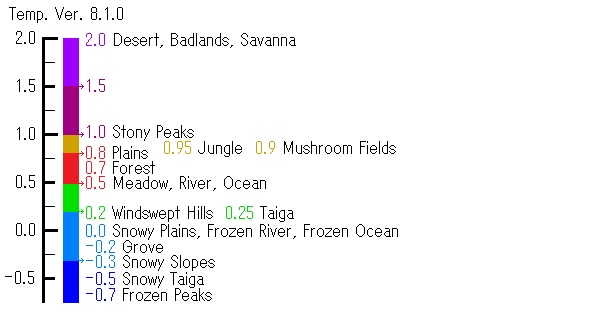 Temp. Ver. 8.1.0
2.0 2.0 Desert, Badlands, Savanna
1.5 1.5
1.0 1.0 Stony Peaks
0.95 Jungle 0.9 Mushroom Fields
0.8 Plains
0.7 Forest
0.5 0.5 Meadow, River, Ocean
0.2 Windswept Hills 0.25 Taiga
0.0 0.0 Snowy Plains, Frozen River, Frozen Ocean
-0.2 Grove
-0.3 Snowy Slopes
-0.5 -0.5 Snowy Taiga
-0.7 Frozen Peaks